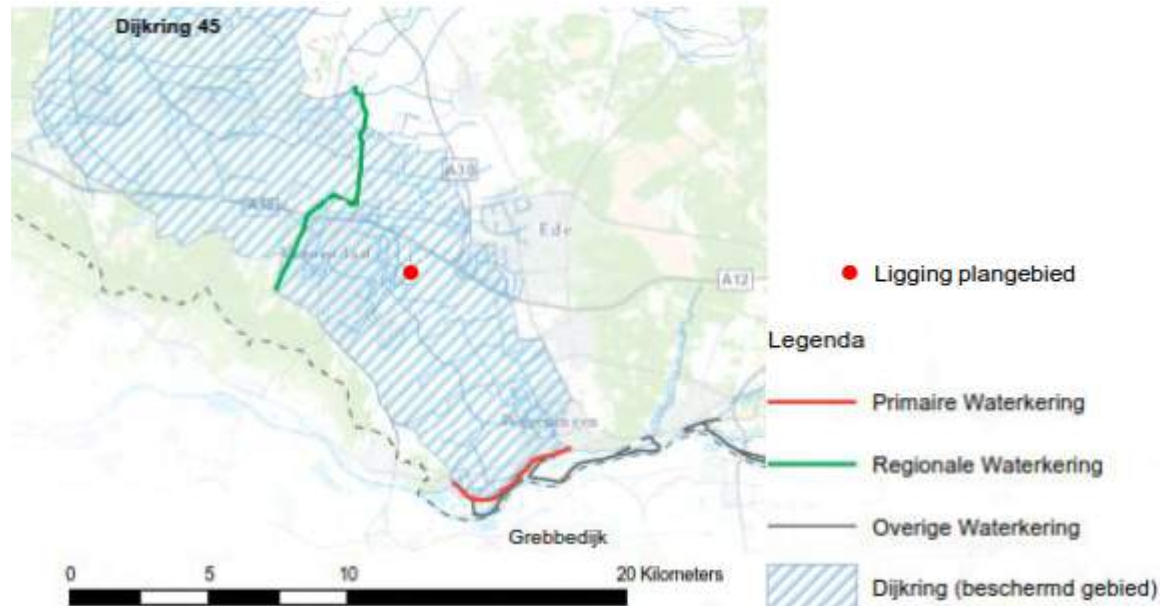 Dijkring 45
A30
A12
Ede
A12
Ligging plangebied
Legenda
Primaire Waterkering
Regionale Waterkering
Overige Waterkering
Dijkring (beschermd gebied)
Grebbedijk
0 5 10 20 Kilometers